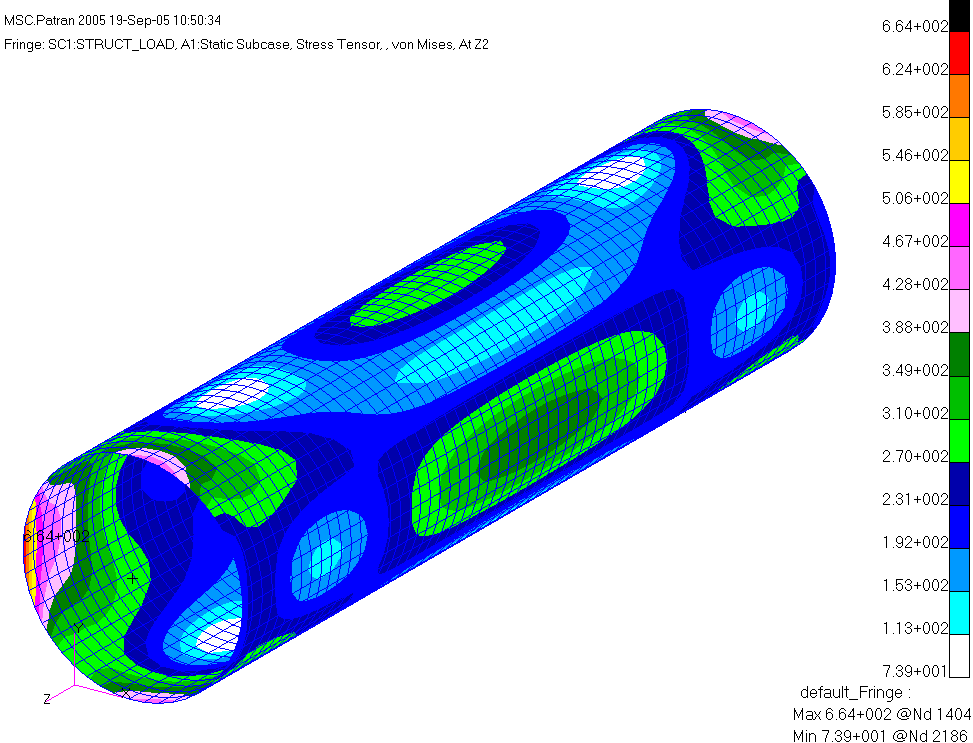 MSC.Patran 2005 19-Sep-05 10:50:34
Fringe: SC1:STRUCT_LOAD, A1:Static Subcase, Stress Tensor, , von Mises, At Z2
6.64+002
6.24+002
5.85+002
5.46+002
5.06+002
4.67+002
4.28+002
3.88+002
3.49+002
3.10+002
2.70+002
2.31+002
1.92+002
1.53+002
1.13+002
7.39+001
6.64+002
Y
Z
X
default_Fringe :
Max 6.64+002 @Nd 1404
Min 7.39+001 @Nd 2186